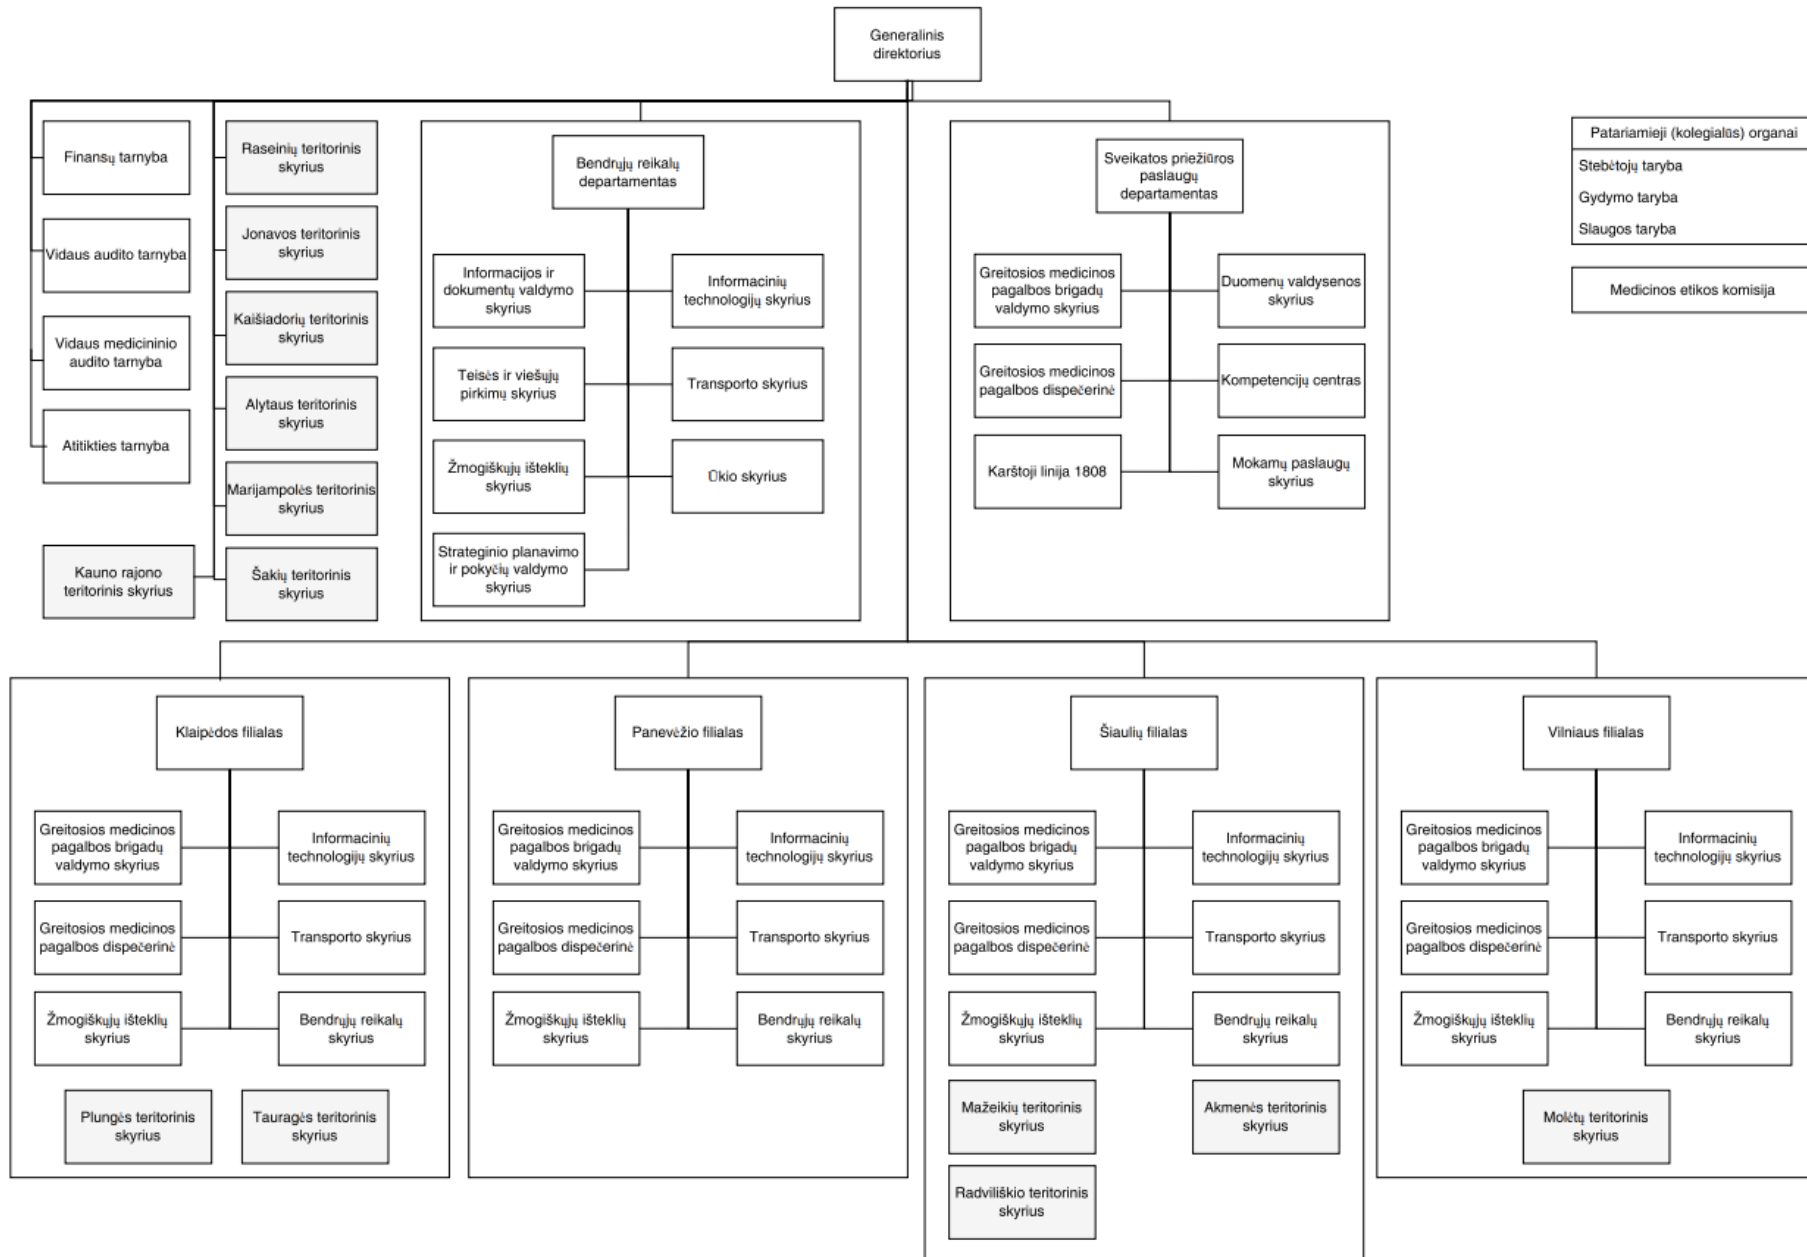 Generalinis
direktorius
Finansų tarnyba
Vidaus audito tarnyba
Vidaus medicininio
audito tarnyba
Atitikties tarnyba
Kauno rajono
teritorinis skyrius
Raseinių teritorinis
skyrius
Jonavos teritorinis
skyrius
Kaišiadorių teritorinis
skyrius
Alytaus teritorinis
skyrius
Marijampolės teritorinis
skyrius
Šakių teritorinis
skyrius
Bendrųjų reikalų
departamentas
Informacijos ir
dokumentų valdymo
skyrius
Informacinių
technologijų skyrius
Teisės ir viešųjų
pirkimų skyrius
Transporto skyrius
Žmogiškųjų išteklių
skyrius
Ūkio skyrius
Strateginio planavimo
ir pokyčių valdymo
skyrius
Sveikatos priežiūros
paslaugų
departamentas
Greitosios medicinos
pagalbos brigadų
valdymo skyrius
Duomenų valdysenos
skyrius
Greitosios medicinos
pagalbos dispečerinė
Kompetencijų centras
Karštoji linija 1808
Mokamų paslaugų
skyrius
Patariamieji (kolegialūs) organai
Stebėtojų taryba
Gydymo taryba
Slaugos taryba
Medicinos etikos komisija
Klaipėdos filialas
Greitosios medicinos
pagalbos brigadų
valdymo skyrius
Informacinių
technologijų skyrius
Greitosios medicinos
pagalbos dispečerinė
Transporto skyrius
Žmogiškųjų išteklių
skyrius
Bendrųjų reikalų
skyrius
Plungės teritorinis
skyrius
Tauragės teritorinis
skyrius
Panevėžio filialas
Greitosios medicinos
pagalbos brigadų
valdymo skyrius
Informacinių
technologijų skyrius
Greitosios medicinos
pagalbos dispečerinė
Transporto skyrius
Žmogiškųjų išteklių
skyrius
Bendrųjų reikalų
skyrius
Šiaulių filialas
Greitosios medicinos
pagalbos brigadų
valdymo skyrius
Informacinių
technologijų skyrius
Greitosios medicinos
pagalbos dispečerinė
Transporto skyrius
Žmogiškųjų išteklių
skyrius
Bendrųjų reikalų
skyrius
Mažeikių teritorinis
skyrius
Akmenės teritorinis
skyrius
Radviliškio teritorinis
skyrius
Vilniaus filialas
Greitosios medicinos
pagalbos brigadų
valdymo skyrius
Informacinių
technologijų skyrius
Greitosios medicinos
pagalbos dispečerinė
Transporto skyrius
Žmogiškųjų išteklių
skyrius
Bendrųjų reikalų
skyrius
Molėtų teritorinis
skyrius